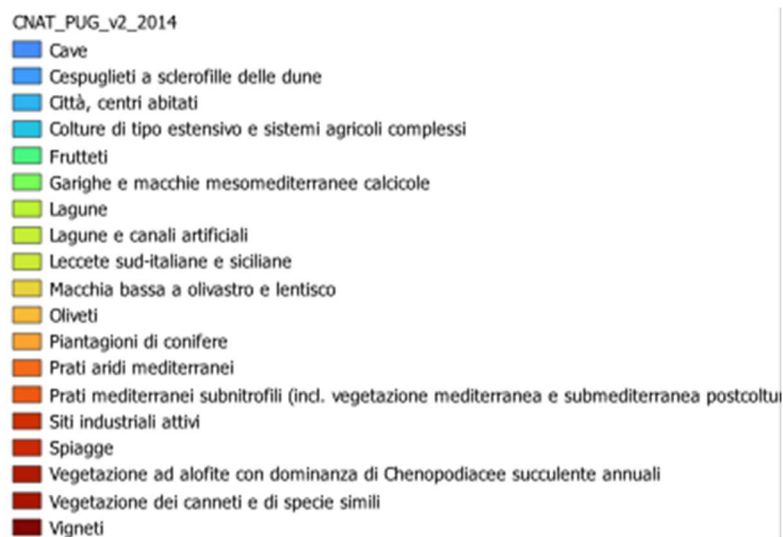 CNAT_PUG_v2_2014
Cave
Cespuglieti a sclerofille delle dune
Città, centri abitati
Colture di tipo estensivo e sistemi agricoli complessi
Frutteti
Garighe e macchie mesomediterranee calcicole
Lagune
Lagune e canali artificiali
Leccete sud-italiane e siciliane
Macchia bassa a olivastro e lentisco
Oliveti
Piantagioni di conifere
Prati aridi mediterranei
Prati mediterranei subnitrofili (incl. vegetazione mediterranea e submediterranea postcoltu
Siti industriali attivi
Spiagge
Vegetazione ad alofite con dominanza di Chenopodiacee succulente annuali
Vegetazione dei canneti e di specie simili
Vigneti